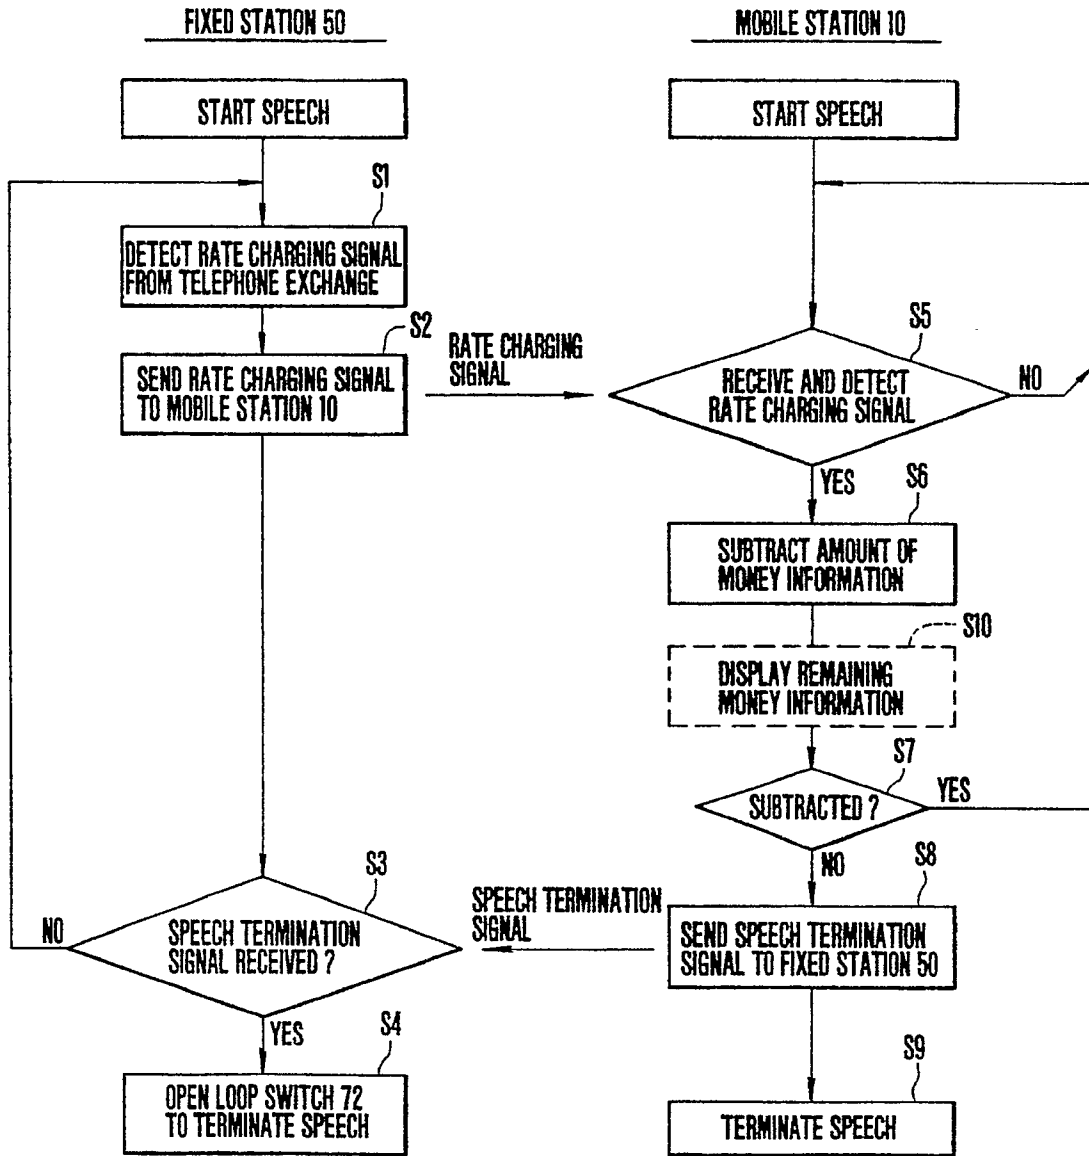 FIXED STATION 50
MOBILE STATION 10
START SPEECH
START SPEECH
S1
DETECT RATE CHARGING SIGNAL
FROM TELEPHONE EXCHANGE
S2
SEND RATE CHARGING SIGNAL
TO MOBILE STATION 10
RATE CHARGING
SIGNAL
S5
RECEIVE AND DETECT
RATE CHARGING SIGNAL
NO
YES
S6
SUBTRACT AMOUNT OF
MONEY INFORMATION
S10
DISPLAY REMAINING
MONEY INFORMATION
S7
SUBTRACTED ?
YES
NO
S8
SEND SPEECH TERMINATION
SIGNAL TO FIXED STATION 50
SPEECH TERMINATION
SIGNAL
S3
SPEECH TERMINATION
SIGNAL RECEIVED ?
NO
YES
S4
OPEN LOOP SWITCH 72
TO TERMINATE SPEECH
S9
TERMINATE SPEECH